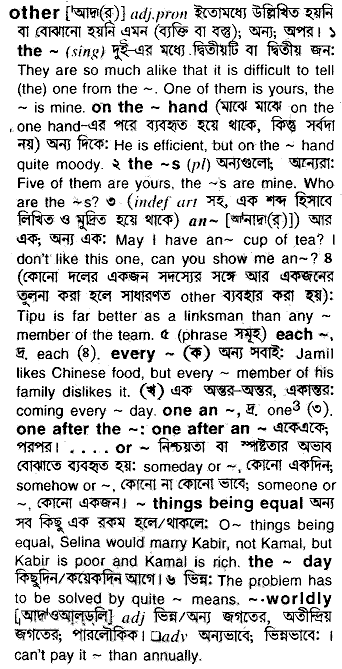 other ['আদা(র)] adj.pron ইতোমধ্যে উল্লিখিত হয়নি
বা বোঝানো হয়নি এমন (ব্যক্তি বা বস্তু); অন্য; অপর। ১
the ~ (sing) দুই-এর মধ্যে দ্বিতীয়টি বা দ্বিতীয় জন:
They are so much alike that it is difficult to tell
(the) one from the ~. One of them is yours, the
~ is mine. on the ~ hand (মাঝে মাঝে on the
one hand-এর পরে ব্যবহৃত হয়ে থাকে, কিন্তু সর্বদা
নয়) অন্য দিকে: He is efficient, but on the ~ hand
quite moody. ২ the ~s (pl) অন্যগুলো; অন্যেরা:
Five of them are yours, the ~s are mine. Who
are the ~s? ৩ (indef art সহ, এক শব্দ হিসাবে
লিখিত ও মুদ্রিত হয়ে থাকে) an~ [আ'নাদা(র)] আর
এক; অন্য এক: May I have an~ cup of tea? I
don't like this one, can you show me an~? ৪
(কোনো দলের একজন সদস্যের সঙ্গে আর একজনের
তুলনা করা হলে সাধারণত other ব্যবহার করা হয়):
Tipu is far better as a linksman than any ~
member of the team. ৫ (phrase সমূহ) each ~,
দ্র. each (৪). every ~ (ক) অন্য সবাই: Jamil
likes Chinese food, but every ~ member of his
family dislikes it. (খ) এক অন্তর-অন্তর, একান্তর:
coming every ~ day. one an ~, দ্র. one³ (৩).
one after the ~: one after an ~ একেএকে;
পরপর। . . . . or ~ নিশ্চয়তা বা স্পষ্টতার অভাব
বোঝাতে ব্যবহৃত হয়: someday or ~, কোনো একদিন;
somehow or ~, কোনো না কোনো ভাবে; someone or
~, কোনো একজন। ~ things being equal অন্য
সব কিছু এক রকম হলে/থাকলে: O~ things being
equal, Selina would marry Kabir, not Kamal, but
Kabir is poor and Kamal is rich. the ~ day
কিছুদিন/কয়েকদিন আগে। ৬ ভিন্ন: The problem has
to be solved by quite ~ means. ~·worldly
[আদাওআল্ডলি] adj ভিন্ন/অন্য জগতের, অতীন্দ্রিয়
জগতের; পারলৌকিক। □adv অন্যভাবে; ভিন্নভাবে: I
can't pay it ~ than annually.